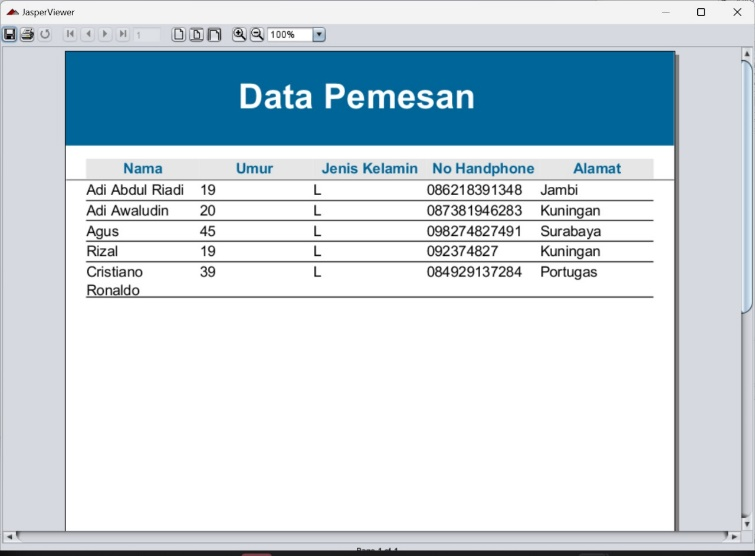 JasperViewer
1
100%
Data Pemesan
Nama Umur Jenis Kelamin No Handphone Alamat
Adi Abdul Riadi 19 L 086218391348 Jambi
Adi Awaludin 20 L 087381946283 Kuningan
Agus 45 L 098274827491 Surabaya
Rizal 19 L 092374827 Kuningan
Cristiano 39 L 084929137284 Portugas
Ronaldo